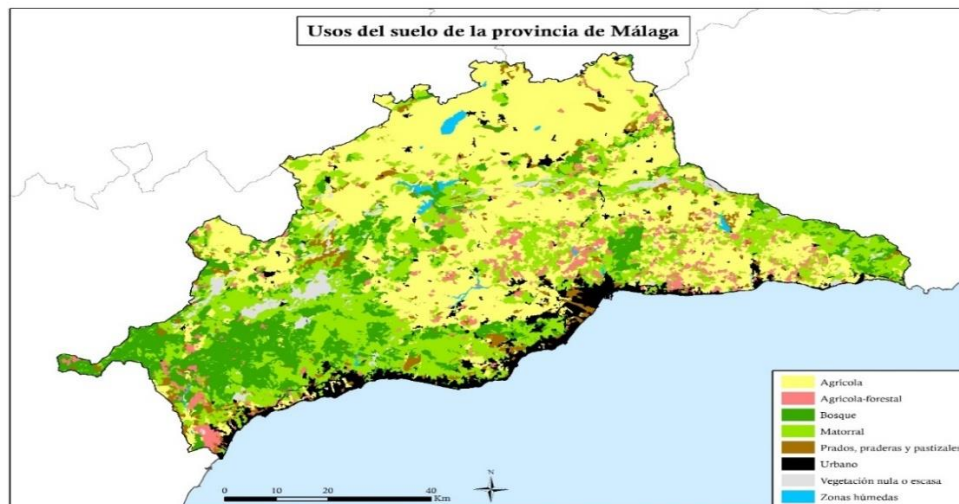 Usos del suelo de la provincia de Málaga
Agrícola
Agrícola-forestal
Bosque
Matorral
Prados, praderas y pastizales
Urbano
Vegetación nula o escasa
Zonas húmedas
N
0 10 20 40
Km